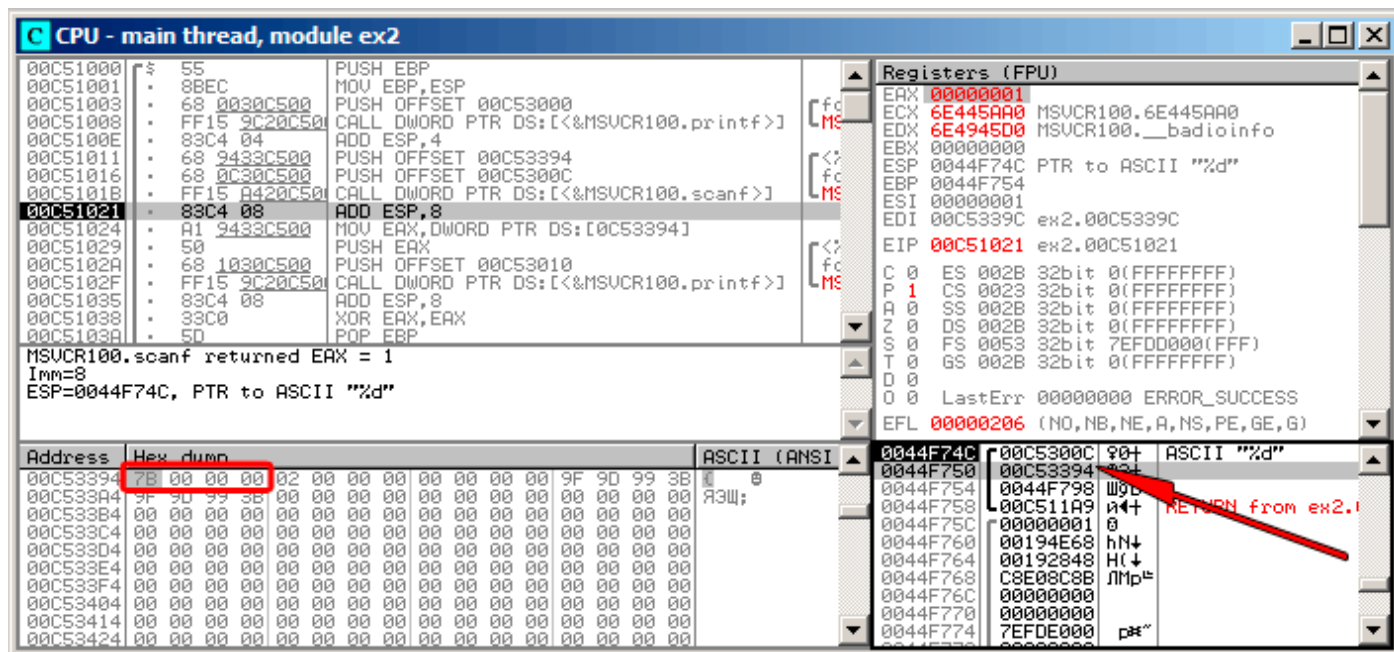 C CPU - main thread, module ex2
00C51000 $ 55 PUSH EBP
00C51001 . 8BEC MOV EBP,ESP
00C51003 . 68 0030C500 PUSH OFFSET 00C53000
00C51008 . FF15 9C20C500 CALL DWORD PTR DS:[<&MSVCR100.printf>]
00C5100E . 83C4 04 ADD ESP,4
00C51011 . 68 9433C500 PUSH OFFSET 00C53394
00C51016 . 68 0C30C500 PUSH OFFSET 00C5300C
00C5101B . FF15 A420C500 CALL DWORD PTR DS:[<&MSVCR100.scanf>]
00C51021 . 83C4 08 ADD ESP,8
00C51024 . A1 9433C500 MOV EAX,DWORD PTR DS:[0C53394]
00C51029 . 50 PUSH EAX
00C5102A . 68 1030C500 PUSH OFFSET 00C53010
00C5102F . FF15 9C20C500 CALL DWORD PTR DS:[<&MSVCR100.printf>]
00C51035 . 83C4 08 ADD ESP,8
00C51038 . 33C0 XOR EAX,EAX
00C5103A . 5D POP EBP
MSVCR100.scanf returned EAX = 1
Imm=8
ESP=0044F74C, PTR to ASCII "%d"
Registers (FPU)
EAX 00000001
ECX 6E445AA0 MSVCR100.6E445AA0
EDX 6E4945D0 MSVCR100.__badioinfo
EBX 00000000
ESP 0044F74C PTR to ASCII "%d"
EBP 0044F754
ESI 00000001
EDI 00C5339C ex2.00C5339C
EIP 00C51021 ex2.00C51021
C 0 ES 002B 32bit 0(FFFFFFFF)
P 1 CS 0023 32bit 0(FFFFFFFF)
A 0 SS 002B 32bit 0(FFFFFFFF)
Z 0 DS 002B 32bit 0(FFFFFFFF)
S 0 FS 0053 32bit 7EFDD000(FFF)
T 0 GS 002B 32bit 0(FFFFFFFF)
D 0
O 0 LastErr 00000000 ERROR_SUCCESS
EFL 00000206 (NO,NB,NE,A,NS,PE,GE,G)
Address Hex dump ASCII (ANSI
00C53394 7B 00 00 00 02 00 00 00 00 00 00 00 9F 9D 99 3B {
00C533A4 9F 9D 99 3B 00 00 00 00 00 00 00 00 00 00 00 00 ЯЭЩ;
00C533B4 00 00 00 00 00 00 00 00 00 00 00 00 00 00 00 00
00C533C4 00 00 00 00 00 00 00 00 00 00 00 00 00 00 00 00
00C533D4 00 00 00 00 00 00 00 00 00 00 00 00 00 00 00 00
00C533E4 00 00 00 00 00 00 00 00 00 00 00 00 00 00 00 00
00C533F4 00 00 00 00 00 00 00 00 00 00 00 00 00 00 00 00
00C53404 00 00 00 00 00 00 00 00 00 00 00 00 00 00 00 00
00C53414 00 00 00 00 00 00 00 00 00 00 00 00 00 00 00 00
00C53424 00 00 00 00 00 00 00 00 00 00 00 00 00 00 00 00
0044F74C 00C5300C ASCII "%d"
0044F750 00C53394
0044F754 0044F798
0044F758 00C511A9 RETURN from ex2.
0044F75C 00000001
0044F760 00194E68 hN↓
0044F764 00192848 H(↓
0044F768 C8E08C8B
0044F76C 00000000
0044F770 00000000
0044F774 7EFDE000